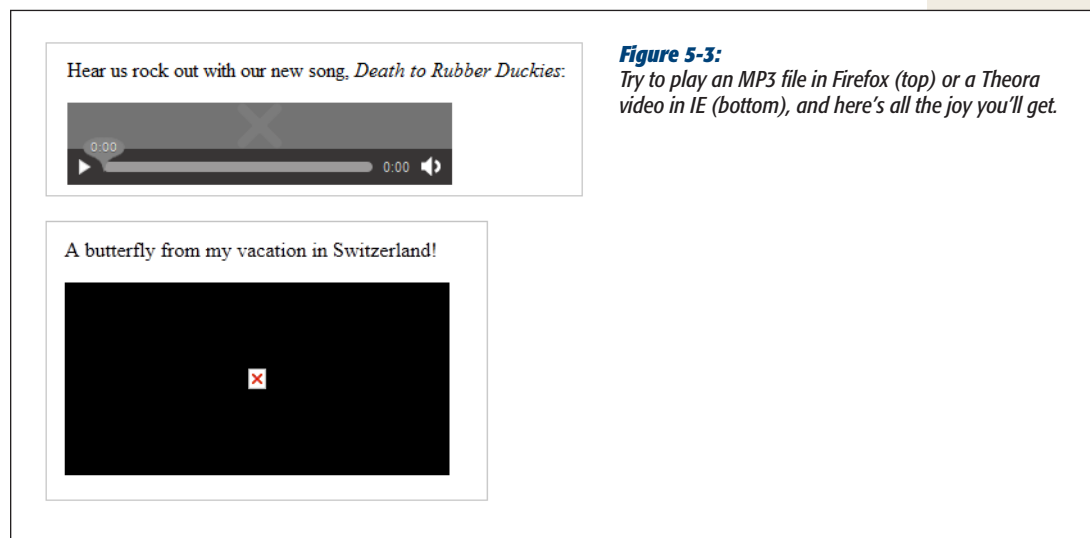 Hear us rock out with our new song, Death to Rubber Duckies:
0:00
0:00
A butterfly from my vacation in Switzerland!
Figure 5-3:
Try to play an MP3 file in Firefox (top) or a Theora
video in IE (bottom), and here's all the joy you'll get.